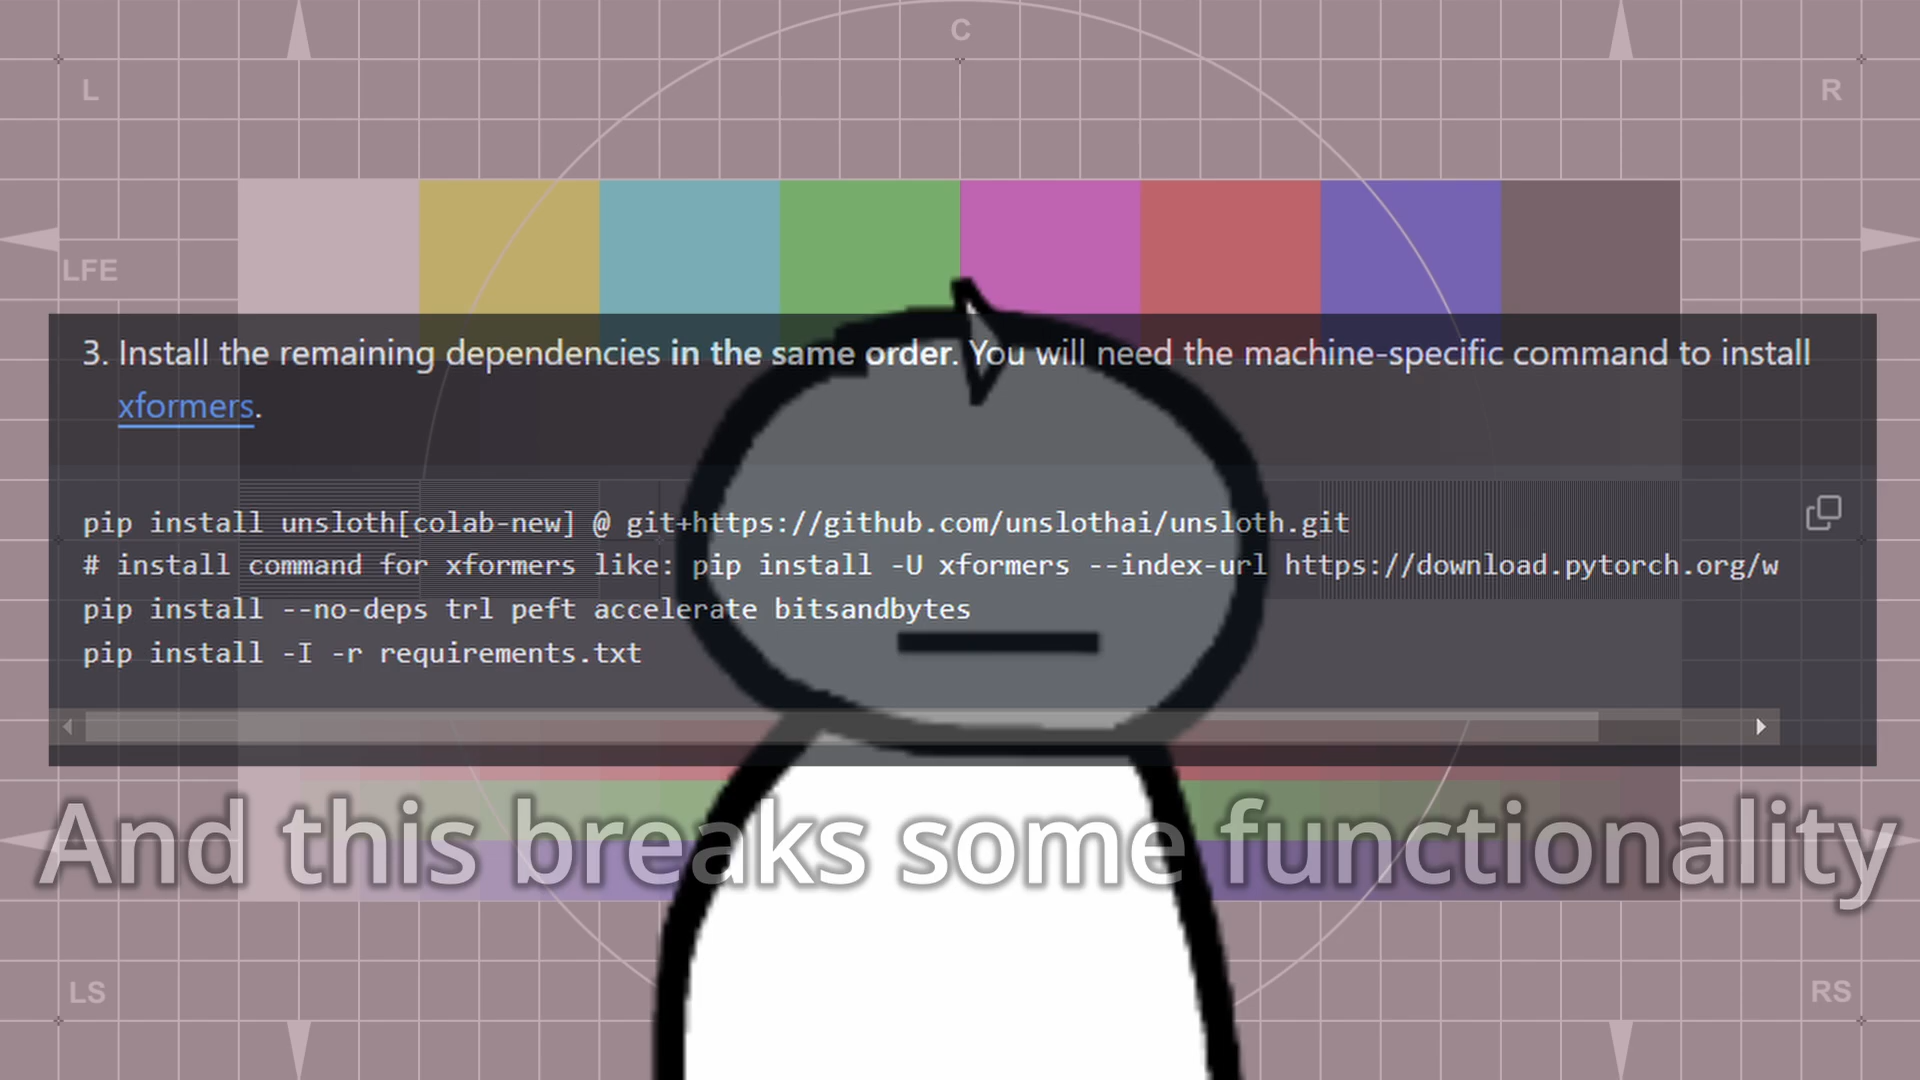 C
L
R
LFE
3. Install the remaining dependencies in the same order. You will need the machine-specific command to install
xformers.
pip install unsloth[colab-new] @ git+https://github.com/unslothai/unsloth.git
# install command for xformers like: pip install -U xformers --index-url https://download.pytorch.org/w
pip install --no-deps trl peft accelerate bitsandbytes
pip install -I -r requirements.txt
And this breaks some functionality
LS
RS